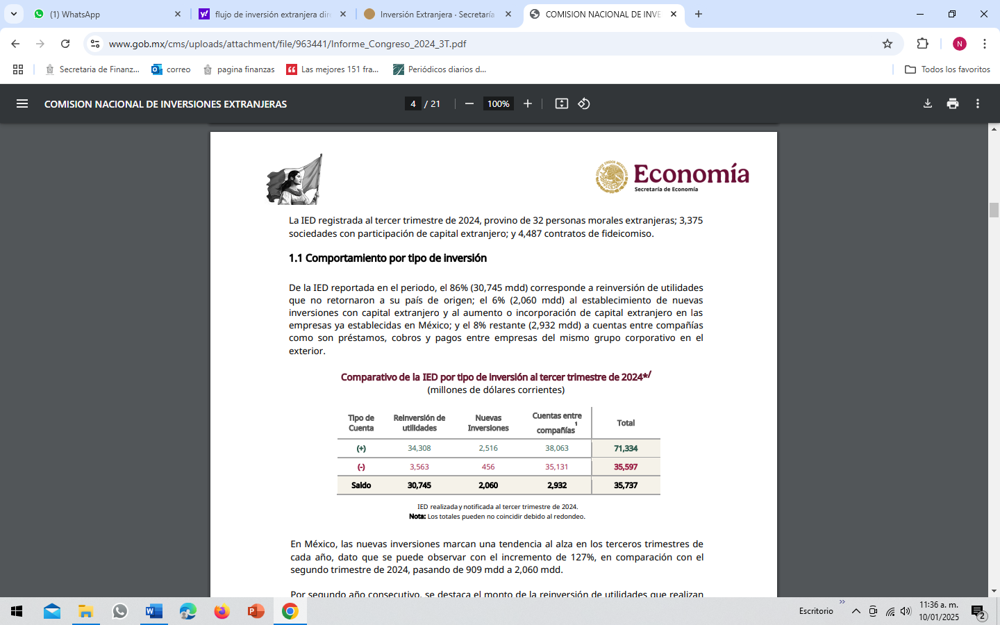 (1) WhatsApp
flujo de inversión extranjera dire
Inversión Extranjera · Secretaría
COMISION NACIONAL DE INVE
www.gob.mx/cms/uploads/attachment/file/963441/Informe_Congreso_2024_3T.pdf
N
Secretaria de Finanz...
correo
pagina finanzas
Las mejores 151 fra...
Periódicos diarios d...
Todos los favoritos
COMISION NACIONAL DE INVERSIONES EXTRANJERAS
4 / 21
100%
Economía
Secretaría de Economía
La IED registrada al tercer trimestre de 2024, provino de 32 personas morales extranjeras; 3,375
sociedades con participación de capital extranjero; y 4,487 contratos de fideicomiso.
1.1 Comportamiento por tipo de inversión
De la IED reportada en el periodo, el 86% (30,745 mdd) corresponde a reinversión de utilidades
que no retornaron a su país de origen; el 6% (2,060 mdd) al establecimiento de nuevas
inversiones con capital extranjero y al aumento o incorporación de capital extranjero en las
empresas ya establecidas en México; y el 8% restante (2,932 mdd) a cuentas entre compañías
como son préstamos, cobros y pagos entre empresas del mismo grupo corporativo en el
exterior.
Comparativo de la IED por tipo de inversión al tercer trimestre de 2024*/
(millones de dólares corrientes)
Tipo de Cuenta Reinversión de utilidades Nuevas Inversiones Cuentas entre compañías 1 Total
(+) 34,308 2,516 38,063 71,334
(-) 3,563 456 35,131 35,597
Saldo 30,745 2,060 2,932 35,737
IED realizada y notificada al tercer trimestre de 2024.
Nota: Los totales pueden no coincidir debido al redondeo.
En México, las nuevas inversiones marcan una tendencia al alza en los terceros trimestres de
cada año, dato que se puede observar con el incremento de 127%, en comparación con el
segundo trimestre de 2024, pasando de 909 mdd a 2,060 mdd.
Por segundo año consecutivo, se destaca el monto de la reinversión de utilidades que realizan
Escritorio
11:36 a. m.
10/01/2025
2